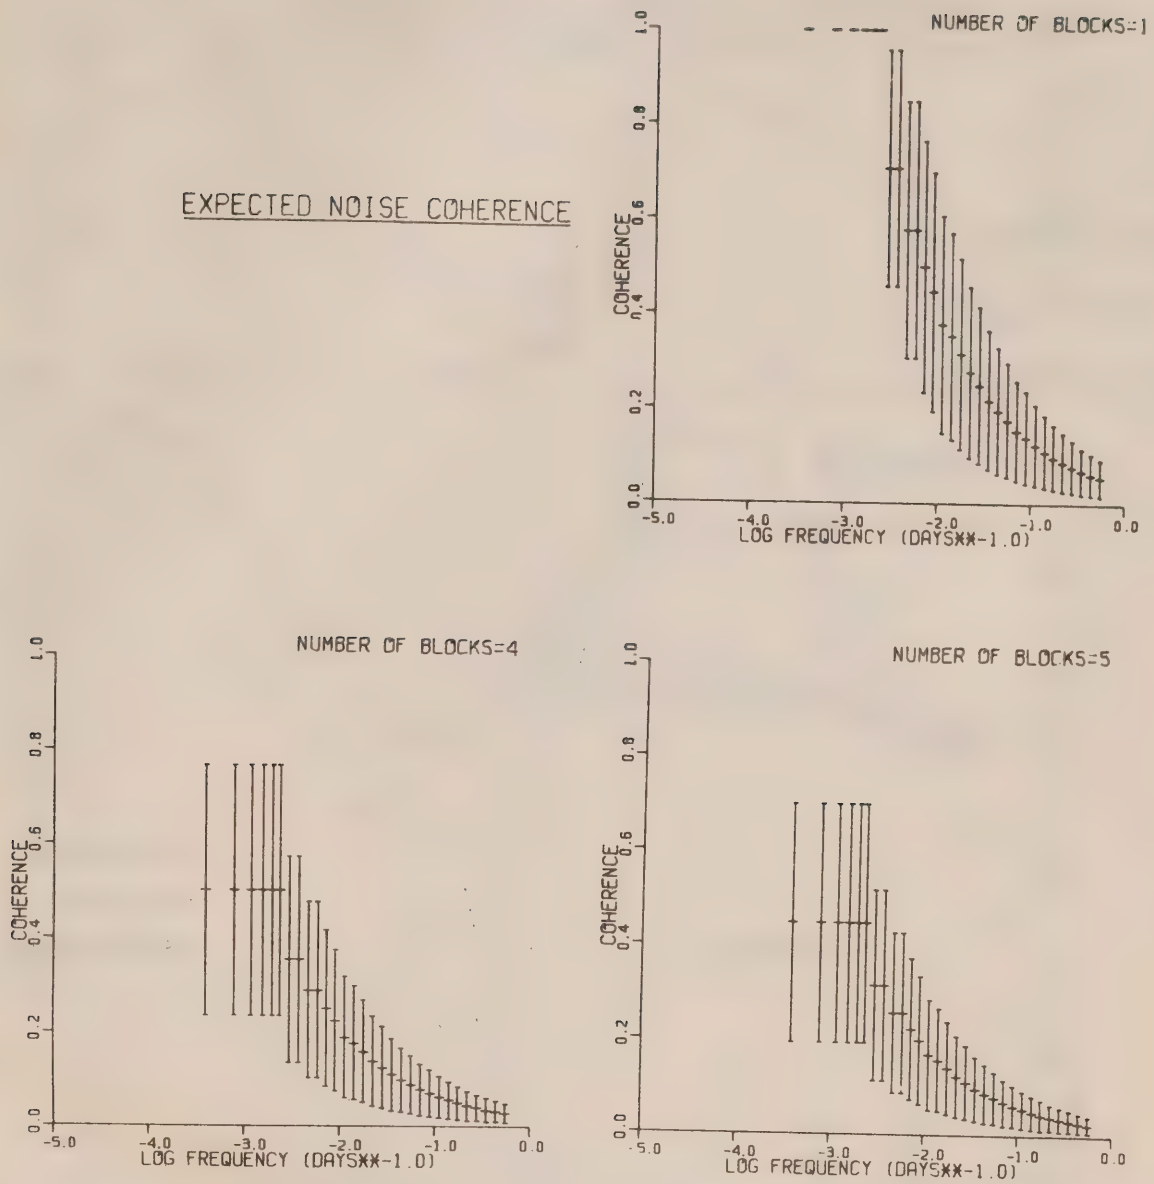 NUMBER OF BLOCKS=1
EXPECTED NOISE COHERENCE
COHERENCE
1.0
0.8
0.6
0.4
0.2
0.0
-5.0 -4.0 -3.0 -2.0 -1.0 0.0
LOG FREQUENCY (DAYS**-1.0)
NUMBER OF BLOCKS=4
COHERENCE
1.0
0.8
0.6
0.4
0.2
0.0
-5.0 -4.0 -3.0 -2.0 -1.0 0.0
LOG FREQUENCY (DAYS**-1.0)
NUMBER OF BLOCKS=5
COHERENCE
1.0
0.8
0.6
0.4
0.2
0.0
-5.0 -4.0 -3.0 -2.0 -1.0 0.0
LOG FREQUENCY (DAYS**-1.0)